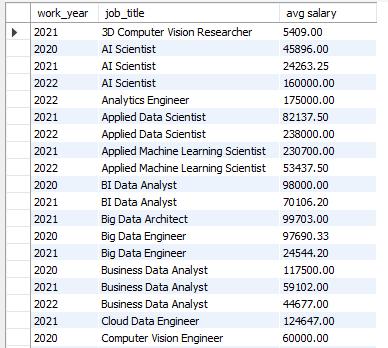 work_year job_title avg salary
2021 3D Computer Vision Researcher 5409.00
2020 AI Scientist 45896.00
2021 AI Scientist 24263.25
2022 AI Scientist 160000.00
2022 Analytics Engineer 175000.00
2021 Applied Data Scientist 82137.50
2022 Applied Data Scientist 238000.00
2021 Applied Machine Learning Scientist 230700.00
2022 Applied Machine Learning Scientist 53437.50
2020 BI Data Analyst 98000.00
2021 BI Data Analyst 70106.20
2021 Big Data Architect 99703.00
2020 Big Data Engineer 97690.33
2021 Big Data Engineer 24544.20
2020 Business Data Analyst 117500.00
2021 Business Data Analyst 59102.00
2022 Business Data Analyst 44677.00
2021 Cloud Data Engineer 124647.00
2020 Computer Vision Engineer 60000.00